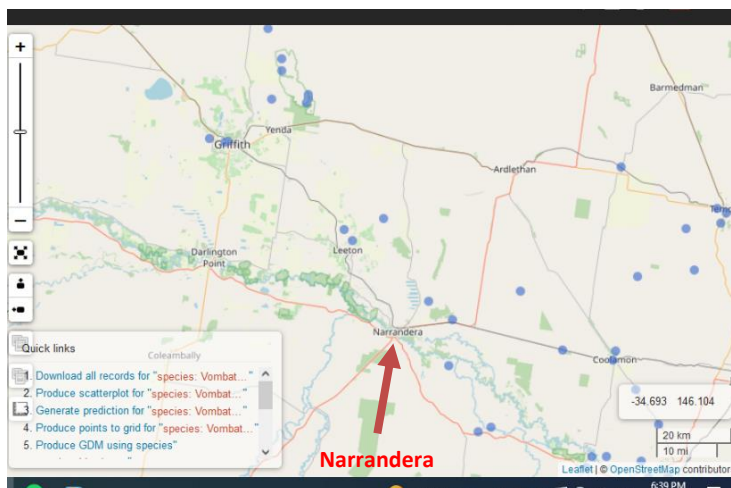 +
Barmedman
Yenda
Griffith
Ardlethan
−
Darlington
Point
Leeton
Narrandera
Quick links
Coleambally
Coolamon
1. Download all records for "species: Vombat..."
2. Produce scatterplot for "species: Vombat..."
3. Generate prediction for "species: Vombat..."
4. Produce points to grid for "species: Vombat..."
5. Produce GDM using species"
-34.693 146.104
20 km
10 mi
Narrandera
Leaflet | © OpenStreetMap contributor
6:39 PM